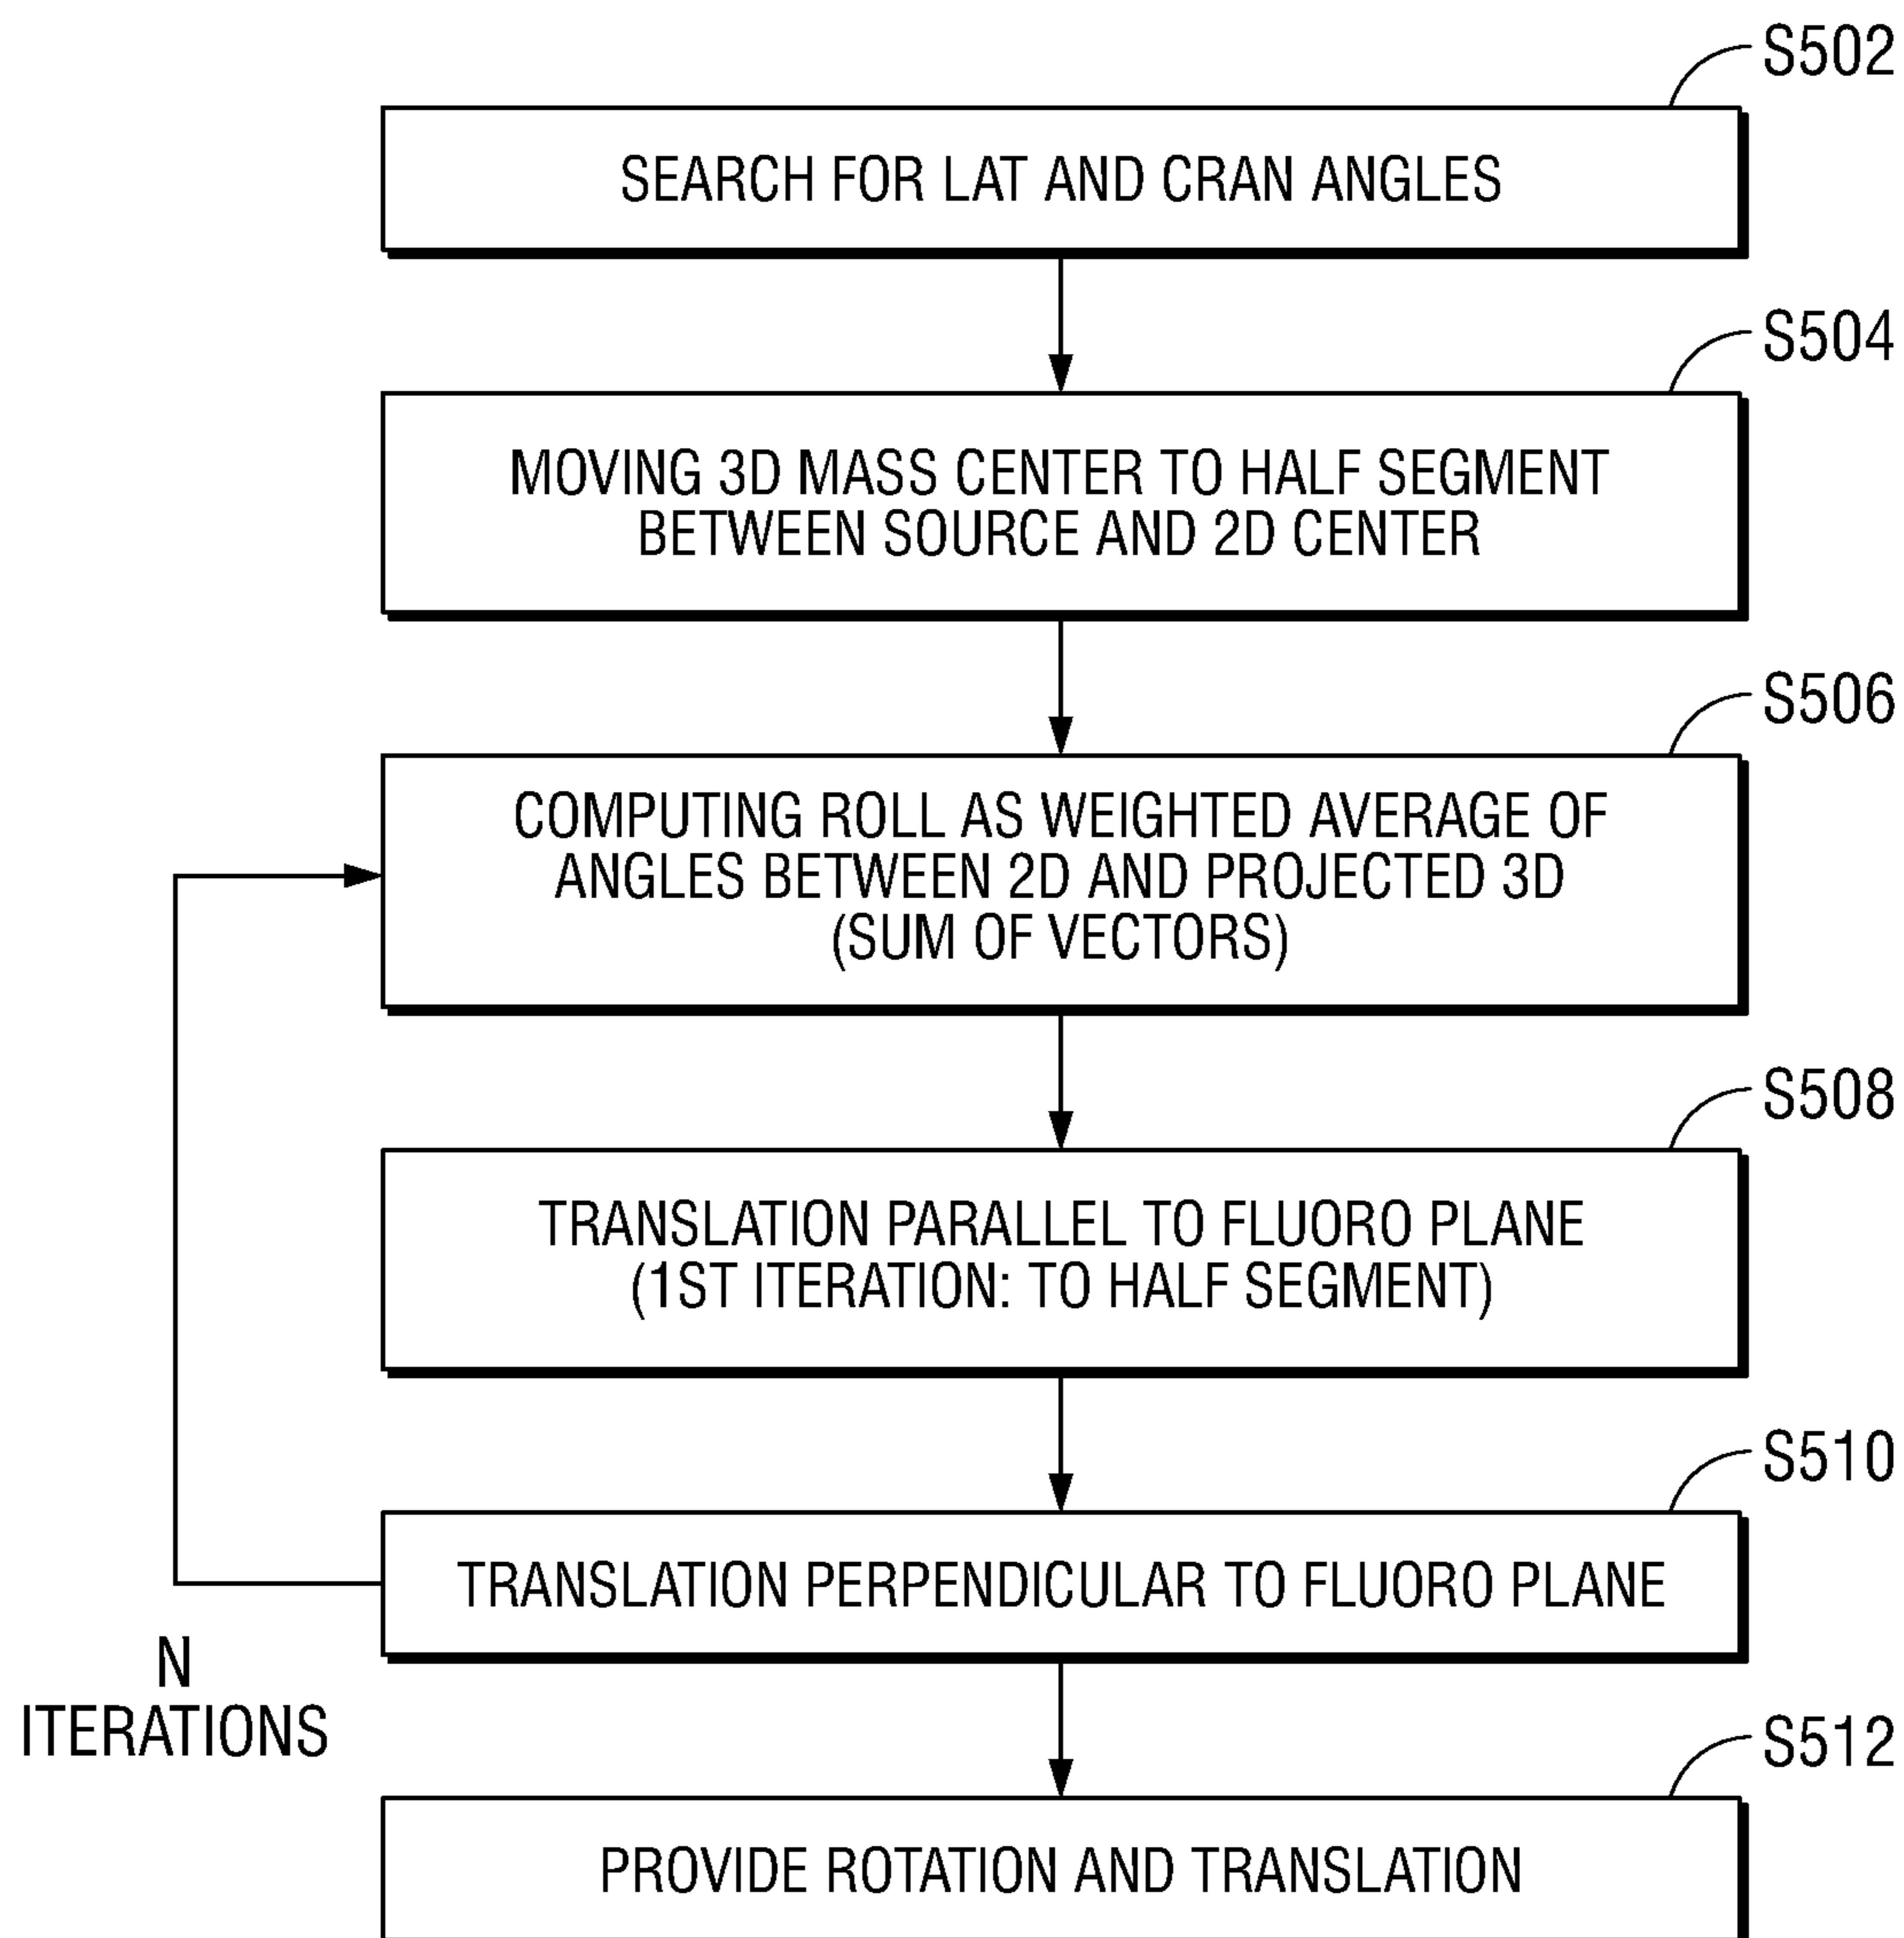 S502
SEARCH FOR LAT AND CRAN ANGLES
S504
MOVING 3D MASS CENTER TO HALF SEGMENT
BETWEEN SOURCE AND 2D CENTER
S506
COMPUTING ROLL AS WEIGHTED AVERAGE OF
ANGLES BETWEEN 2D AND PROJECTED 3D
(SUM OF VECTORS)
S508
TRANSLATION PARALLEL TO FLUORO PLANE
(1ST ITERATION: TO HALF SEGMENT)
S510
TRANSLATION PERPENDICULAR TO FLUORO PLANE
N
ITERATIONS
S512
PROVIDE ROTATION AND TRANSLATION